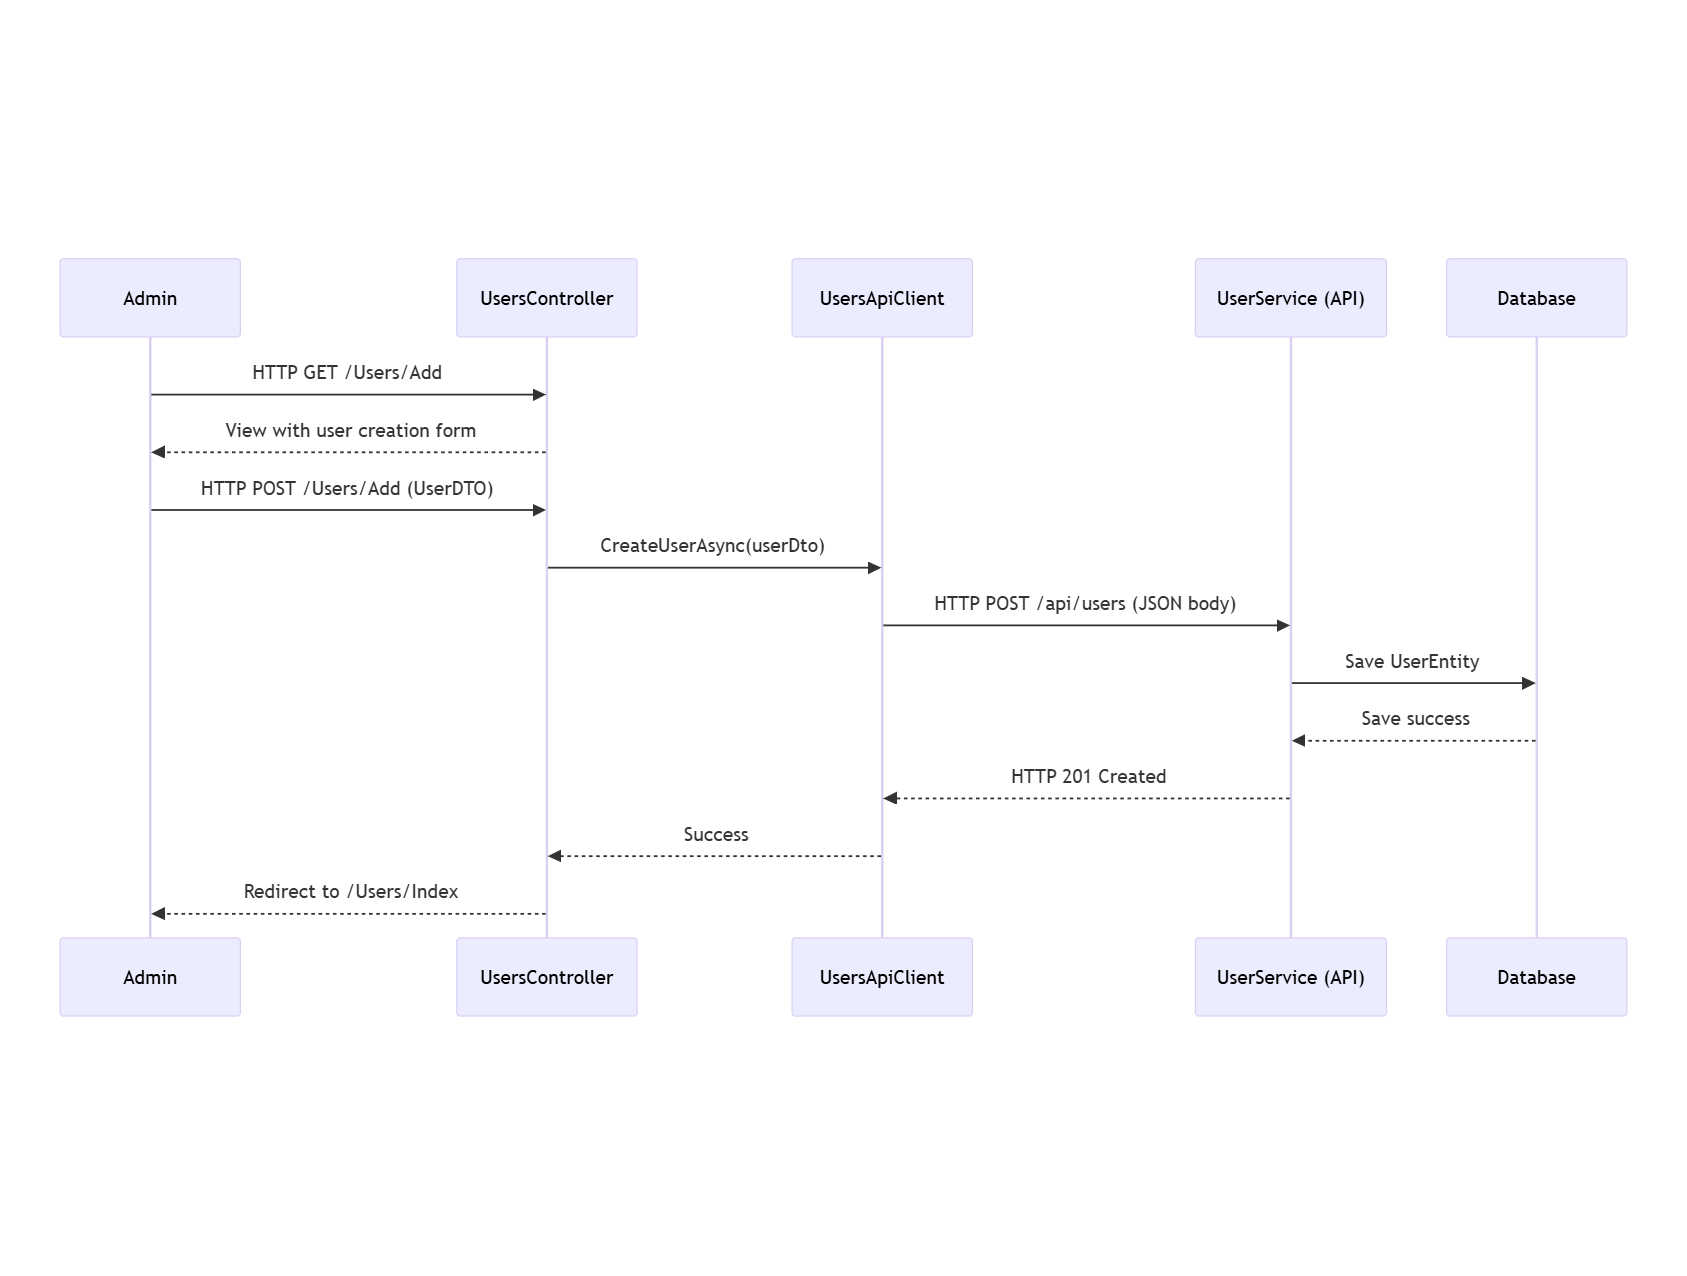 Admin
UsersController
UsersApiClient
UserService (API)
Database
HTTP GET /Users/Add
View with user creation form
HTTP POST /Users/Add (UserDTO)
CreateUserAsync(userDto)
HTTP POST /api/users (JSON body)
Save UserEntity
Save success
HTTP 201 Created
Success
Redirect to /Users/Index
Admin
UsersController
UsersApiClient
UserService (API)
Database